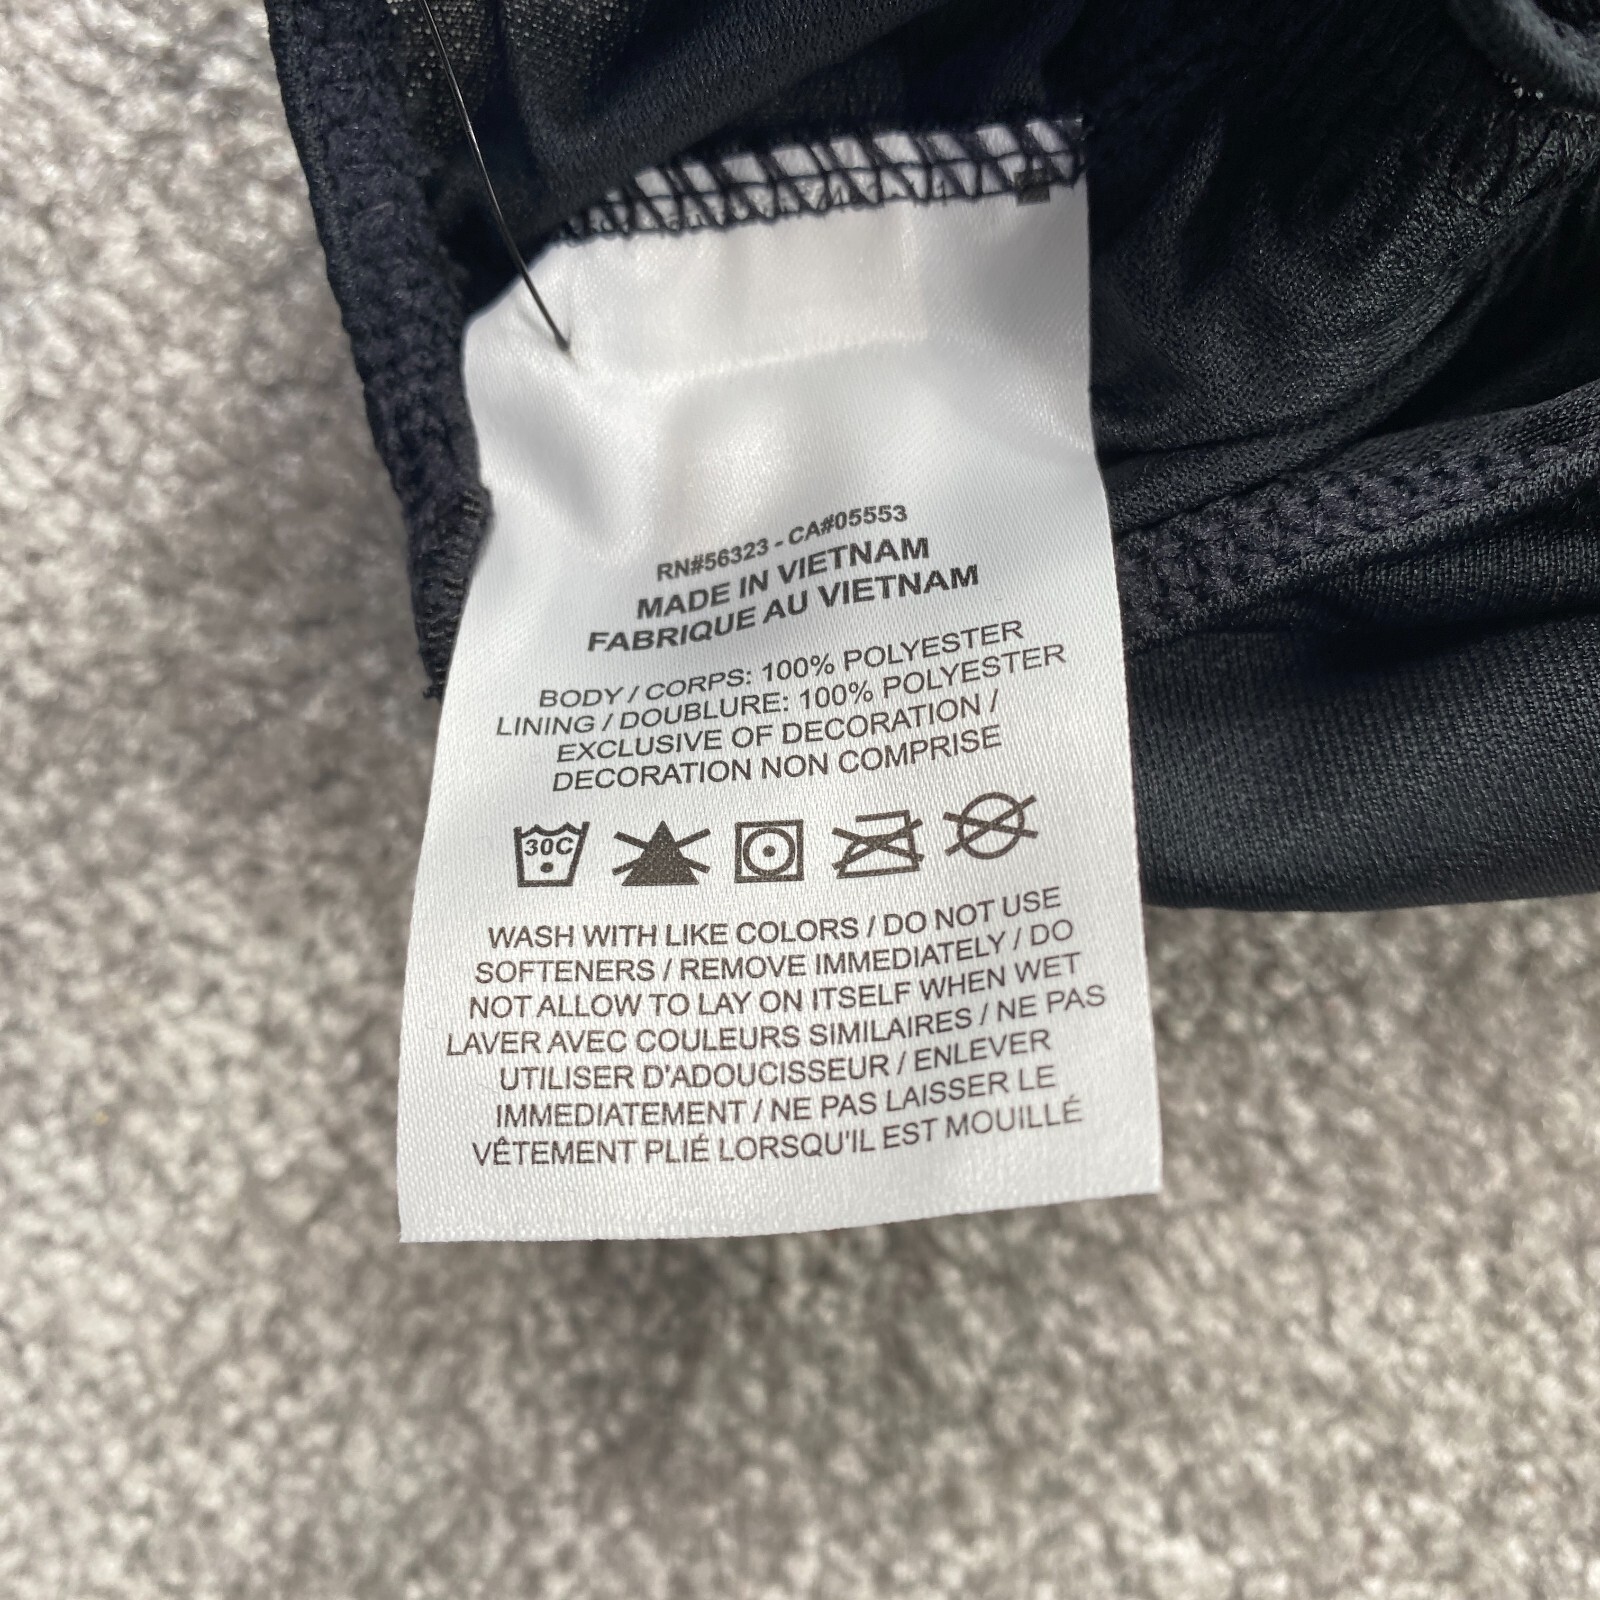 RN#56323 - CA#05553
MADE IN VIETNAM
FABRIQUE AU VIETNAM
BODY / CORPS: 100% POLYESTER
LINING / DOUBLURE: 100% POLYESTER
EXCLUSIVE OF DECORATION /
DECORATION NON COMPRISE
30C
WASH WITH LIKE COLORS / DO NOT USE
SOFTENERS / REMOVE IMMEDIATELY / DO
NOT ALLOW TO LAY ON ITSELF WHEN WET
LAVER AVEC COULEURS SIMILAIRES / NE PAS
UTILISER D'ADOUCISSEUR / ENLEVER
IMMEDIATEMENT / NE PAS LAISSER LE
VÊTEMENT PLIÉ LORSQU'IL EST MOUILLÉ